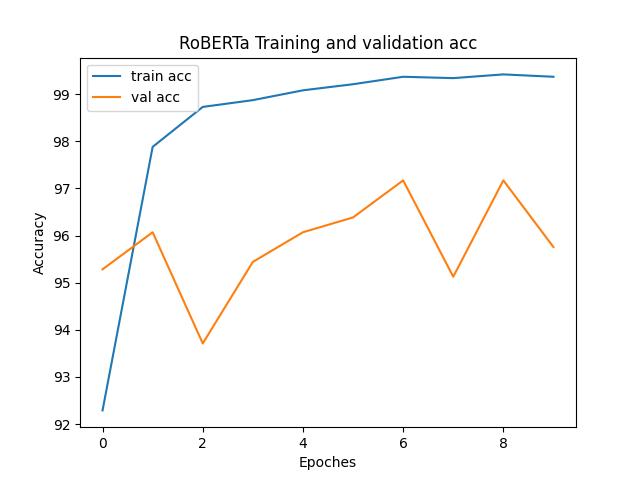 RoBERTa Training and validation acc
train acc
val acc
Accuracy
99
98
97
96
95
94
93
92
0 2 4 6 8
Epoches